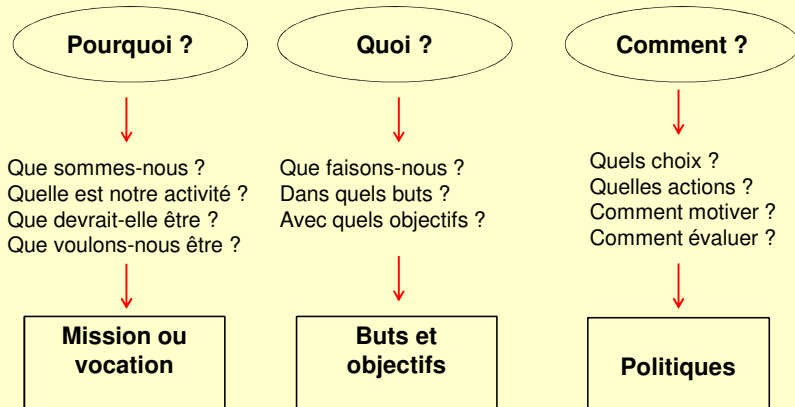 Pourquoi ?
Quoi ?
Comment ?
Que sommes-nous ?
Quelle est notre activité ?
Que devrait-elle être ?
Que voulons-nous être ?
Que faisons-nous ?
Dans quels buts ?
Avec quels objectifs ?
Quels choix ?
Quelles actions ?
Comment motiver ?
Comment évaluer ?
Mission ou
vocation
Buts et
objectifs
Politiques